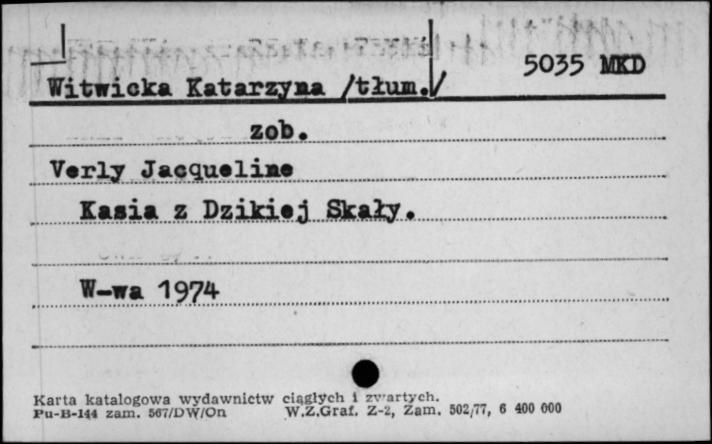 5035 MKD
Witwicka Katarzyna /tłum./
zob.
Verly Jacqueline
Kasia z Dzikiej Skały.
W-wa 1974
Karta katalogowa wydawnictw ciągłych i zwartych.
Pu-B-144 zam. 567/DW/On W.Z.Graf. Z-2, Zam. 502/77, 6 400 000